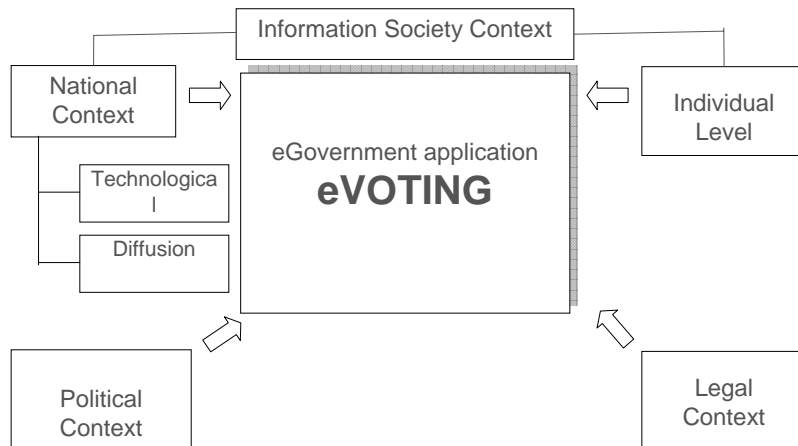 Information Society Context
National
Context
Individual
Level
eGovernment application
eVOTING
Technologica
l
Diffusion
Political
Context
Legal
Context